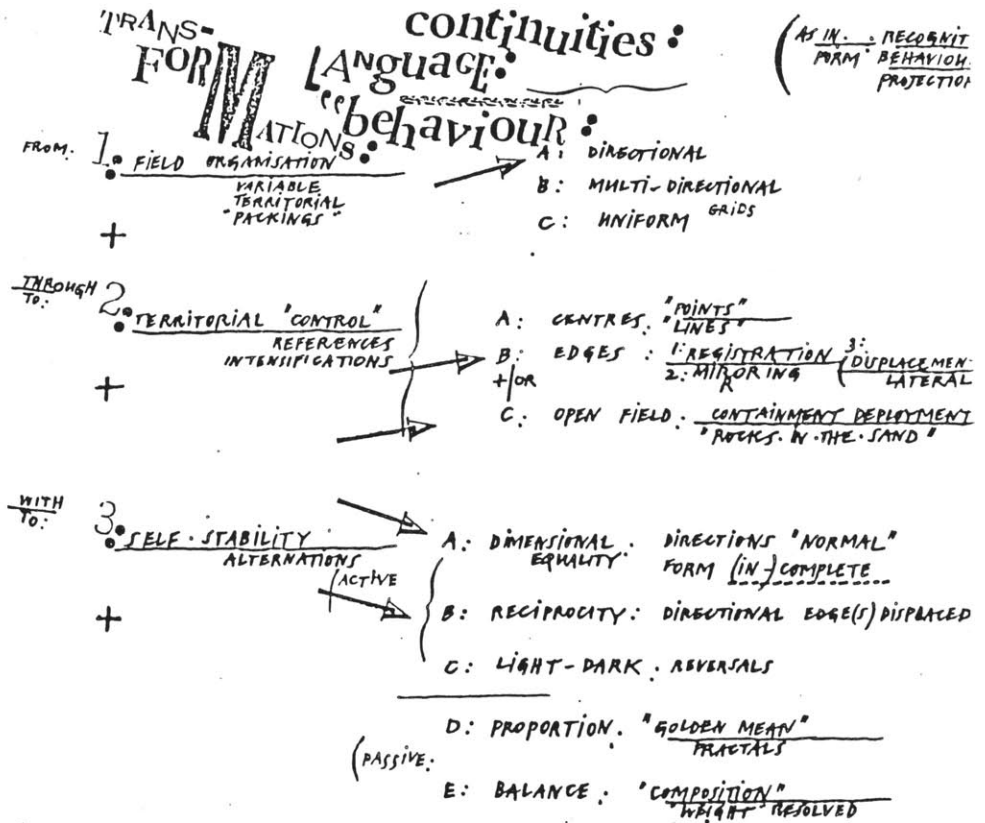 TRANS-
FORM
ATIONS:
continuities:
LANGUAGE:
"behaviour:
(AS IN . . RECOGNIT
FORM BEHAVIOU
PROJECTION
FROM: 1: FIELD ORGANISATION
VARIABLE
TERRITORIAL
"PACKINGS"
A: DIRECTIONAL
B: MULTI-DIRECTIONAL
C: UNIFORM GRIDS
+
THROUGH
TO: 2: TERRITORIAL "CONTROL"
REFERENCES
INTENSIFICATIONS
A: CENTRES. "POINTS"
"LINES"
B: EDGES : 1: REGISTRATION
2: MIRORING
R
(3: DISPLACEMEN
LATERAL
+/OR
C: OPEN FIELD. CONTAINMENT DEPLOYMENT
"ROCKS. IN. THE. SAND"
+
WITH
TO: 3: SELF. STABILITY
ALTERNATIONS
(ACTIVE
A: DIMENSIONAL . DIRECTIONS "NORMAL"
EQUALITY FORM (IN-)COMPLETE
B: RECIPROCITY: DIRECTIONAL EDGE(S) DISPLACED
C: LIGHT-DARK . REVERSALS
+
(PASSIVE:
D: PROPORTION. "GOLDEN MEAN"
FRACTALS
E: BALANCE . "COMPOSITION"
"WEIGHT" RESOLVED